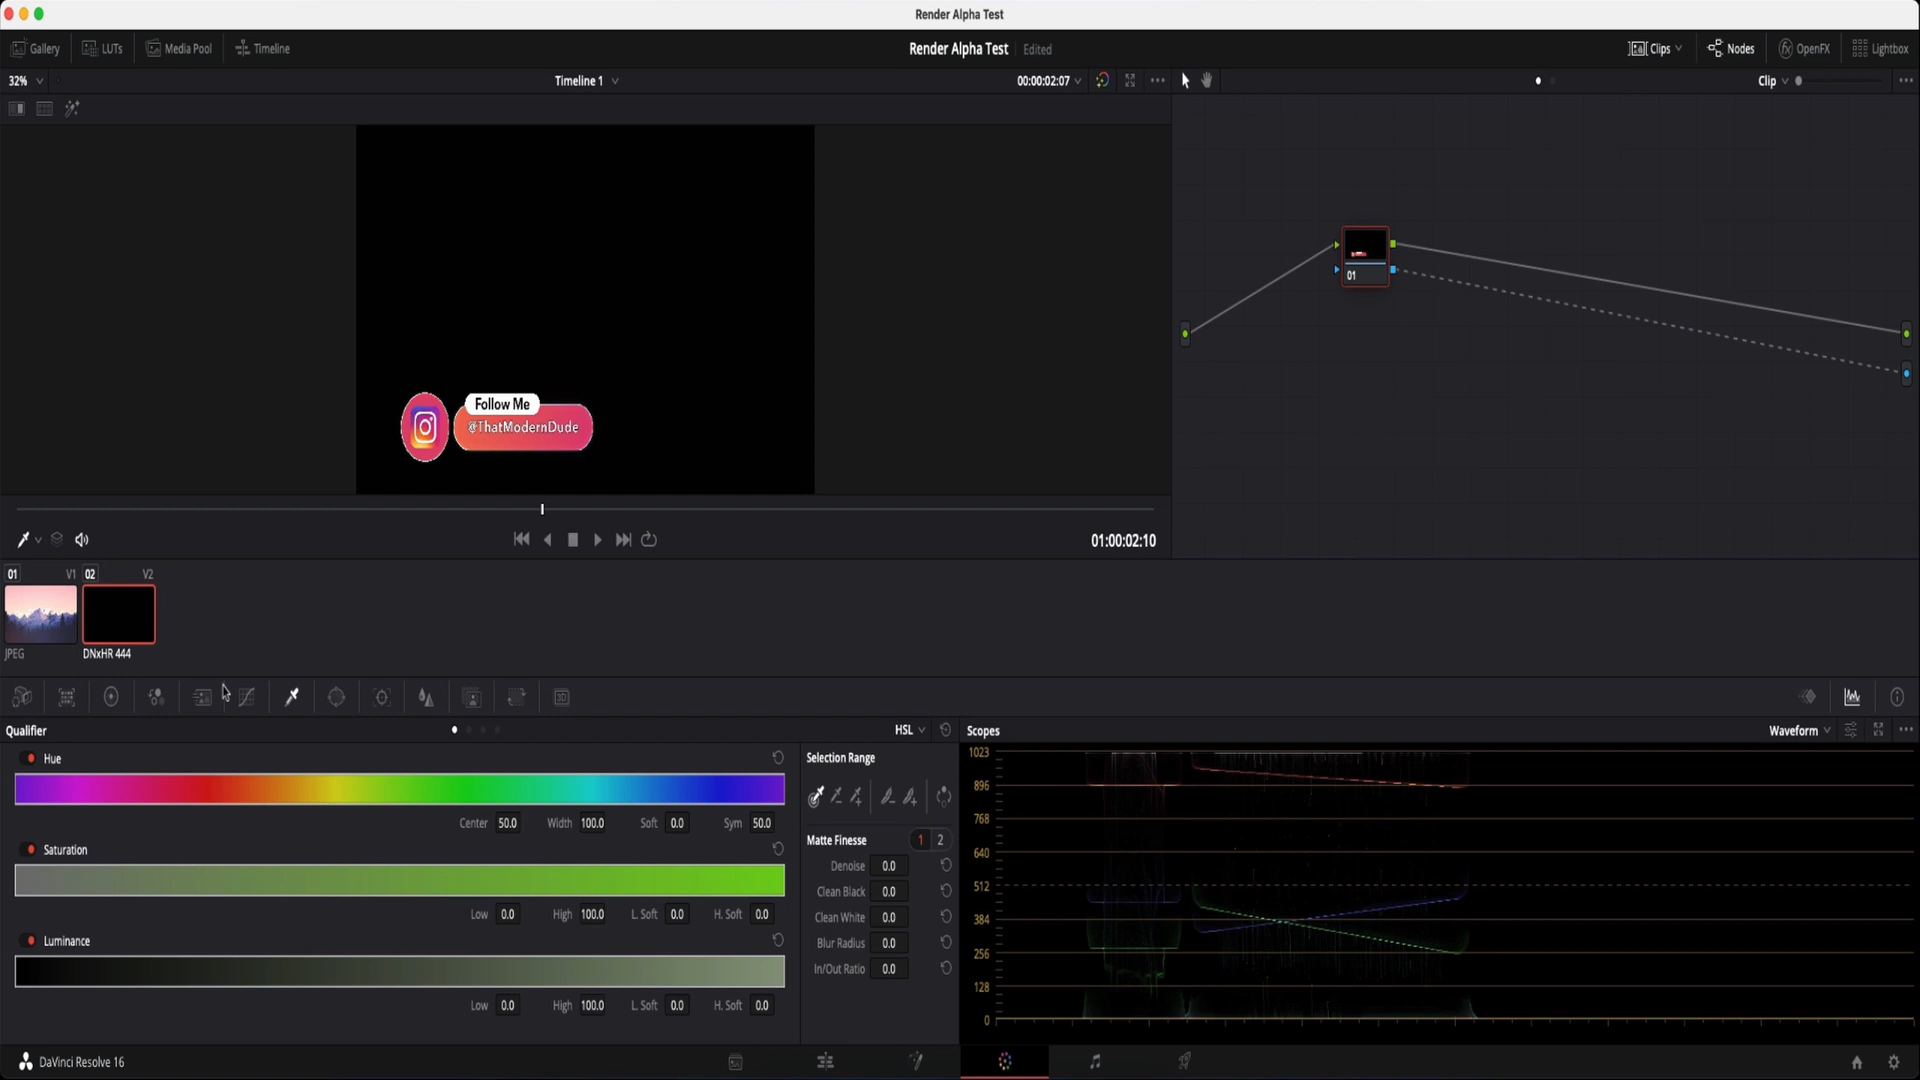 Render Alpha Test
Gallery
LUTs
Media Pool
Timeline
Render Alpha Test
Edited
Clips
Nodes
fx OpenFX
Lightbox
32%
Timeline 1
00:00:02:07
Clip
01
Follow Me
@ThatModernDude
01:00:02:10
01 V1
02 V2
JPEG
DNxHR 444
3D
Qualifier
HSL
Scopes
Waveform
Hue
Center 50.0 Width 100.0 Soft 0.0 Sym 50.0
Saturation
Low 0.0 High 100.0 L. Soft 0.0 H. Soft 0.0
Luminance
Low 0.0 High 100.0 L. Soft 0.0 H. Soft 0.0
Selection Range
Matte Finesse 1 2
Denoise 0.0
Clean Black 0.0
Clean White 0.0
Blur Radius 0.0
In/Out Ratio 0.0
1023
896
768
640
512
384
256
128
0
DaVinci Resolve 16